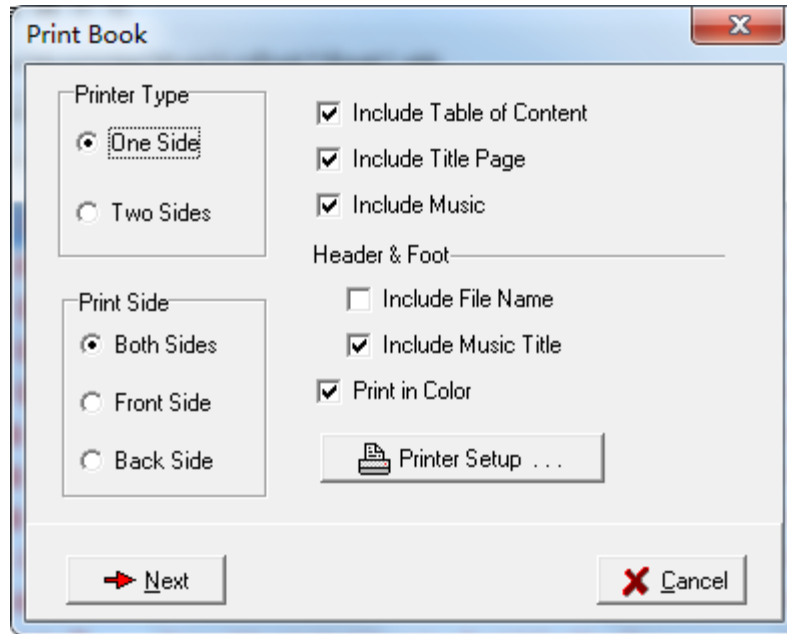 Print Book
Printer Type
One Side
Two Sides
Include Table of Content
Include Title Page
Include Music
Header & Foot
Include File Name
Include Music Title
Print in Color
Print Side
Both Sides
Front Side
Back Side
Printer Setup . . .
Next
Cancel